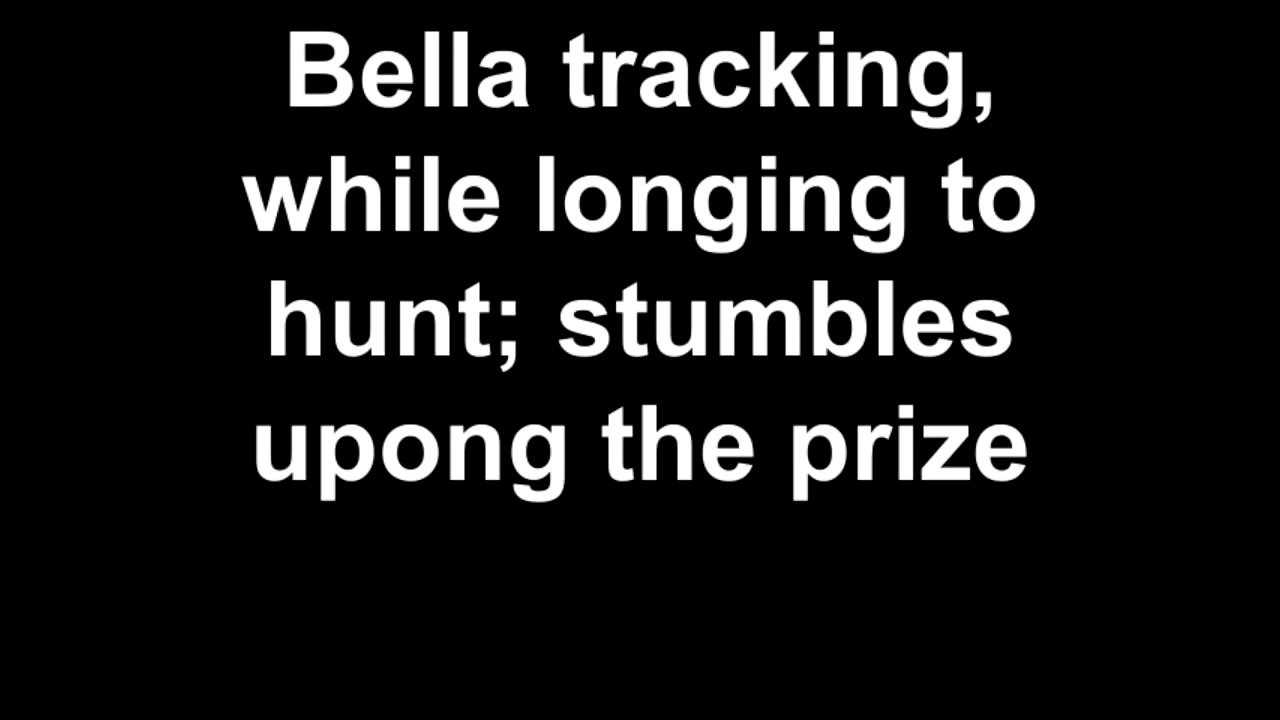 Bella tracking,
while longing to
hunt; stumbles
upong the prize